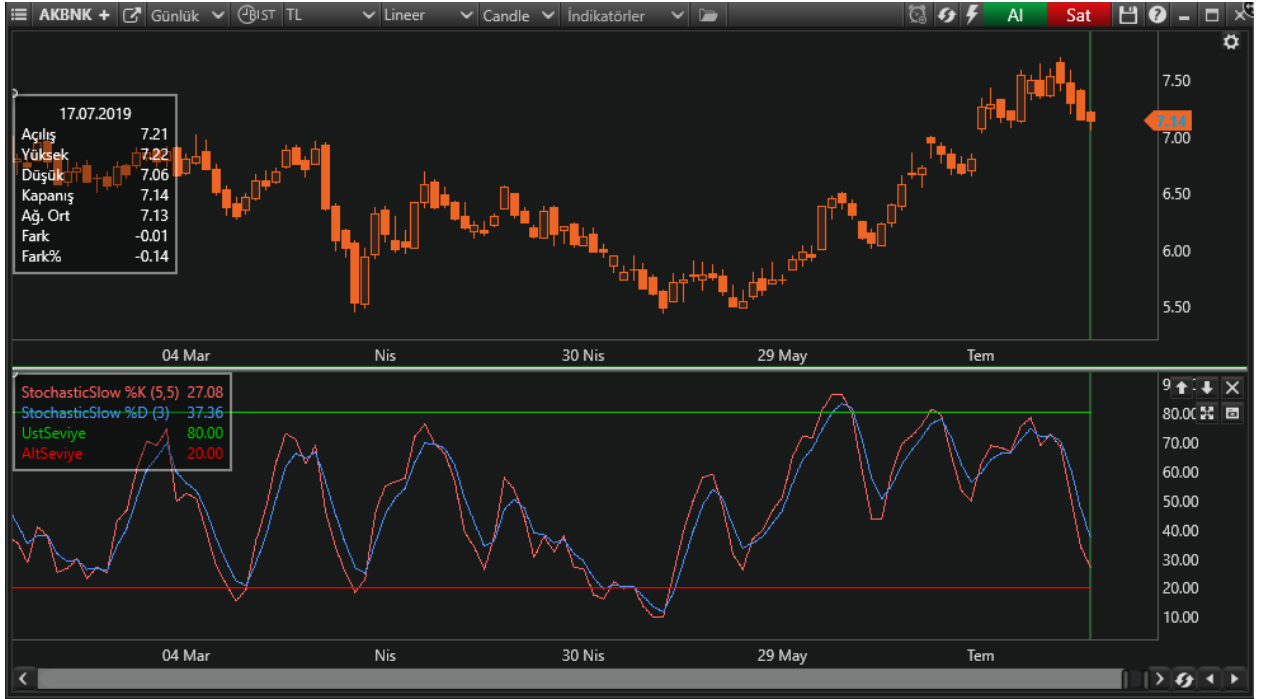 AKBNK + Günlük BIST TL Lineer Candle İndikatörler Al Sat
17.07.2019
Açılış 7.21
Yüksek 7.22
Düşük 7.06
Kapanış 7.14
Ağ. Ort 7.13
Fark -0.01
Fark% -0.14
7.50
7.14
7.00
6.50
6.00
5.50
04 Mar Nis 30 Nis 29 May Tem
StochasticSlow %K (5,5) 27.08
StochasticSlow %D (3) 37.36
UstSeviye 80.00
AltSeviye 20.00
80.00
70.00
60.00
50.00
40.00
30.00
20.00
10.00
04 Mar Nis 30 Nis 29 May Tem